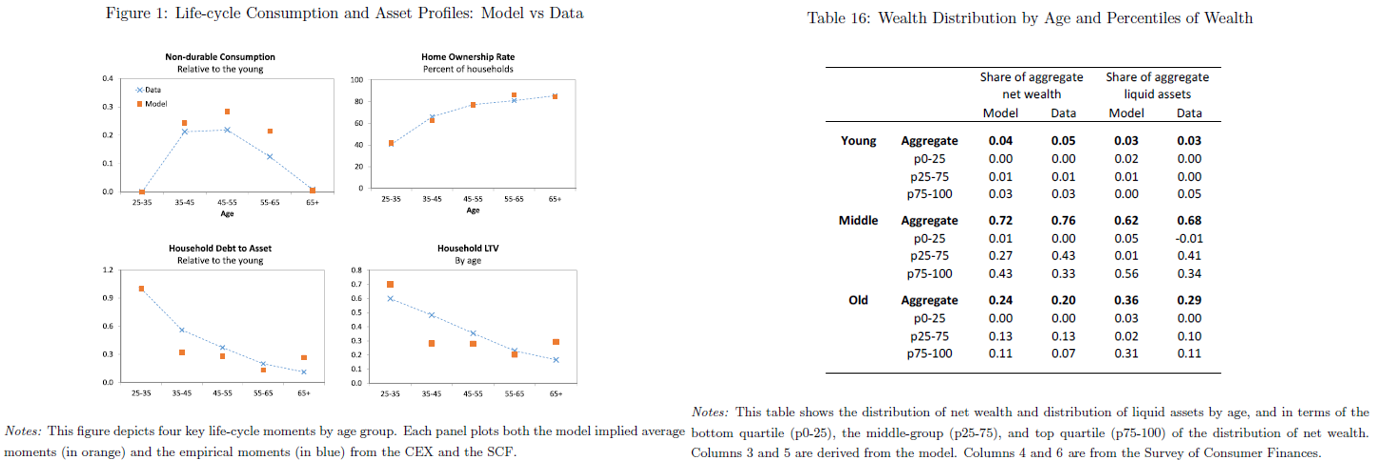 Figure 1: Life-cycle Consumption and Asset Profiles: Model vs Data
Non-durable Consumption
Relative to the young
0.4
0.3
0.2
0.1
0.0
Data
Model
25-35 35-45 45-55 55-65 65+
Age
Home Ownership Rate
Percent of households
100
80
60
40
20
0
25-35 35-45 45-55 55-65 65+
Age
Household Debt to Asset
Relative to the young
1.2
0.9
0.6
0.3
0.0
25-35 35-45 45-55 55-65 65+
Household LTV
By age
0.8
0.7
0.6
0.5
0.4
0.3
0.2
0.1
0.0
25-35 35-45 45-55 55-65 65+
Notes: This figure depicts four key life-cycle moments by age group. Each panel plots both the model implied average
moments (in orange) and the empirical moments (in blue) from the CEX and the SCF.
Table 16: Wealth Distribution by Age and Percentiles of Wealth
Share of aggregate Share of aggregate
net wealth liquid assets
Model Data Model Data
Young Aggregate 0.04 0.05 0.03 0.03
p0-25 0.00 0.00 0.02 0.00
p25-75 0.01 0.01 0.01 0.00
p75-100 0.03 0.03 0.00 0.05
Middle Aggregate 0.72 0.76 0.62 0.68
p0-25 0.01 0.00 0.05 -0.01
p25-75 0.27 0.43 0.01 0.41
p75-100 0.43 0.33 0.56 0.34
Old Aggregate 0.24 0.20 0.36 0.29
p0-25 0.00 0.00 0.03 0.00
p25-75 0.13 0.13 0.02 0.10
p75-100 0.11 0.07 0.31 0.11
Notes: This table shows the distribution of net wealth and distribution of liquid assets by age, and in terms of the
bottom quartile (p0-25), the middle-group (p25-75), and top quartile (p75-100) of the distribution of net wealth.
Columns 3 and 5 are derived from the model. Columns 4 and 6 are from the Survey of Consumer Finances.